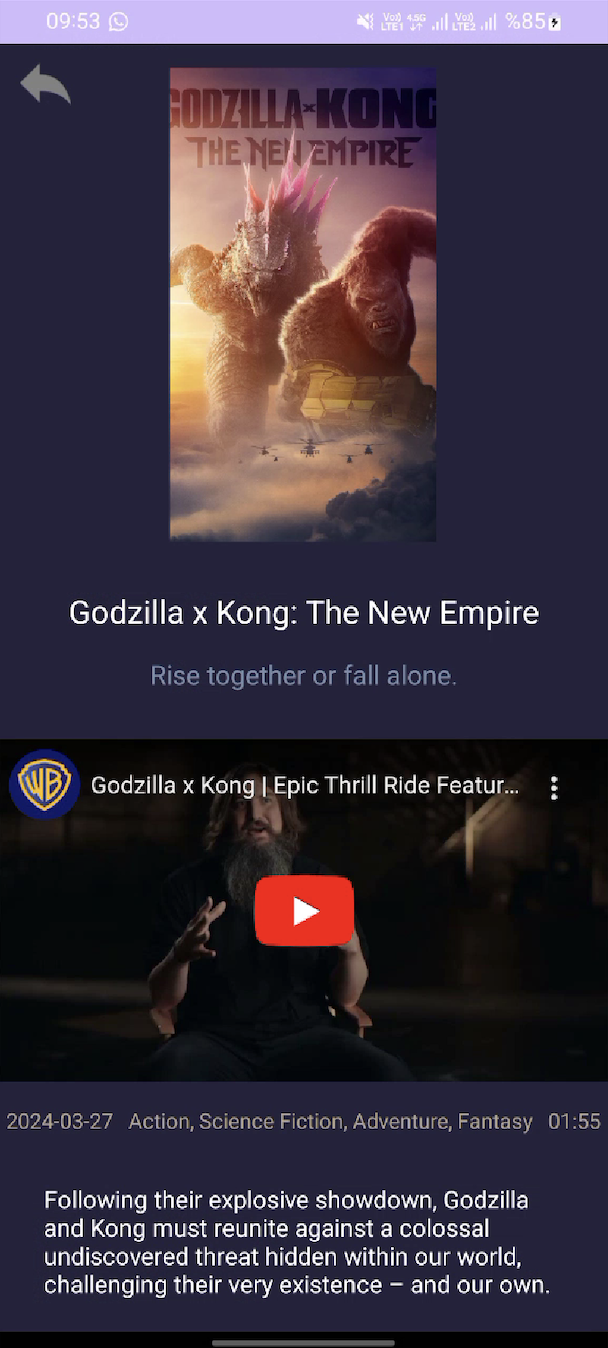 09:53 Vo) LTE1 4.5G Vo) LTE2 %85
GODZILLA x KONG
THE NEW EMPIRE
Godzilla x Kong: The New Empire
Rise together or fall alone.
WB Godzilla x Kong | Epic Thrill Ride Featur...
2024-03-27 Action, Science Fiction, Adventure, Fantasy 01:55
Following their explosive showdown, Godzilla
and Kong must reunite against a colossal
undiscovered threat hidden within our world,
challenging their very existence – and our own.